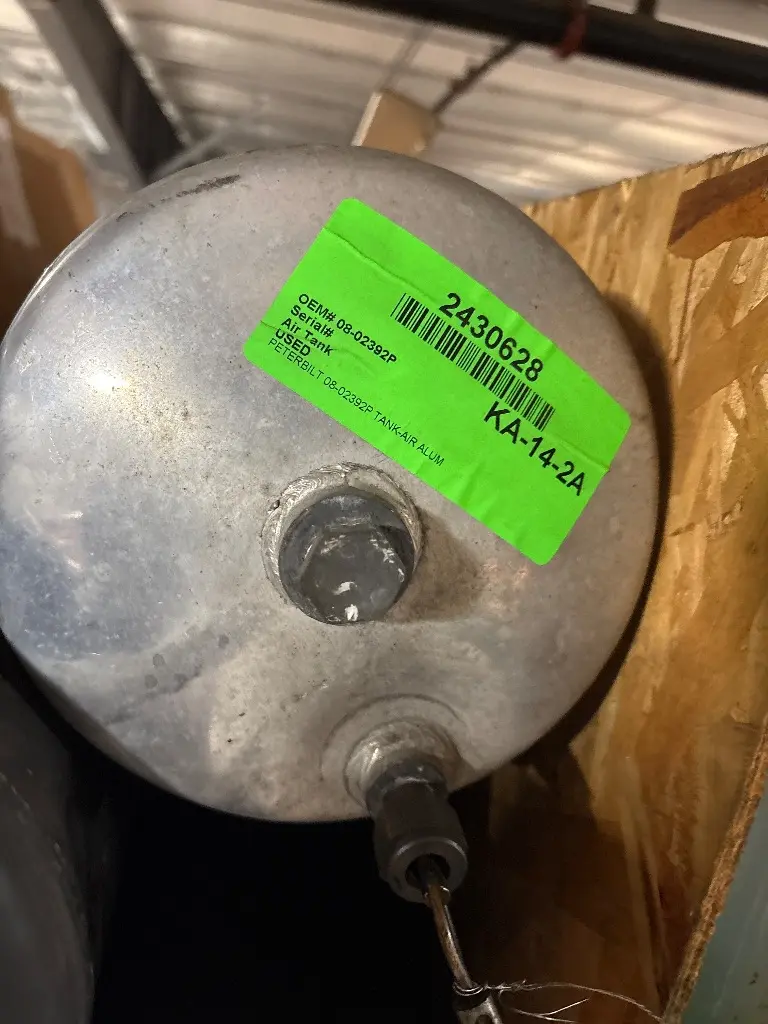 2430628
OEM# 08-02392P
Serial#
Air Tank
USED
KA-14-2A
PETERBILT 08-02392P TANK-AIR ALUM